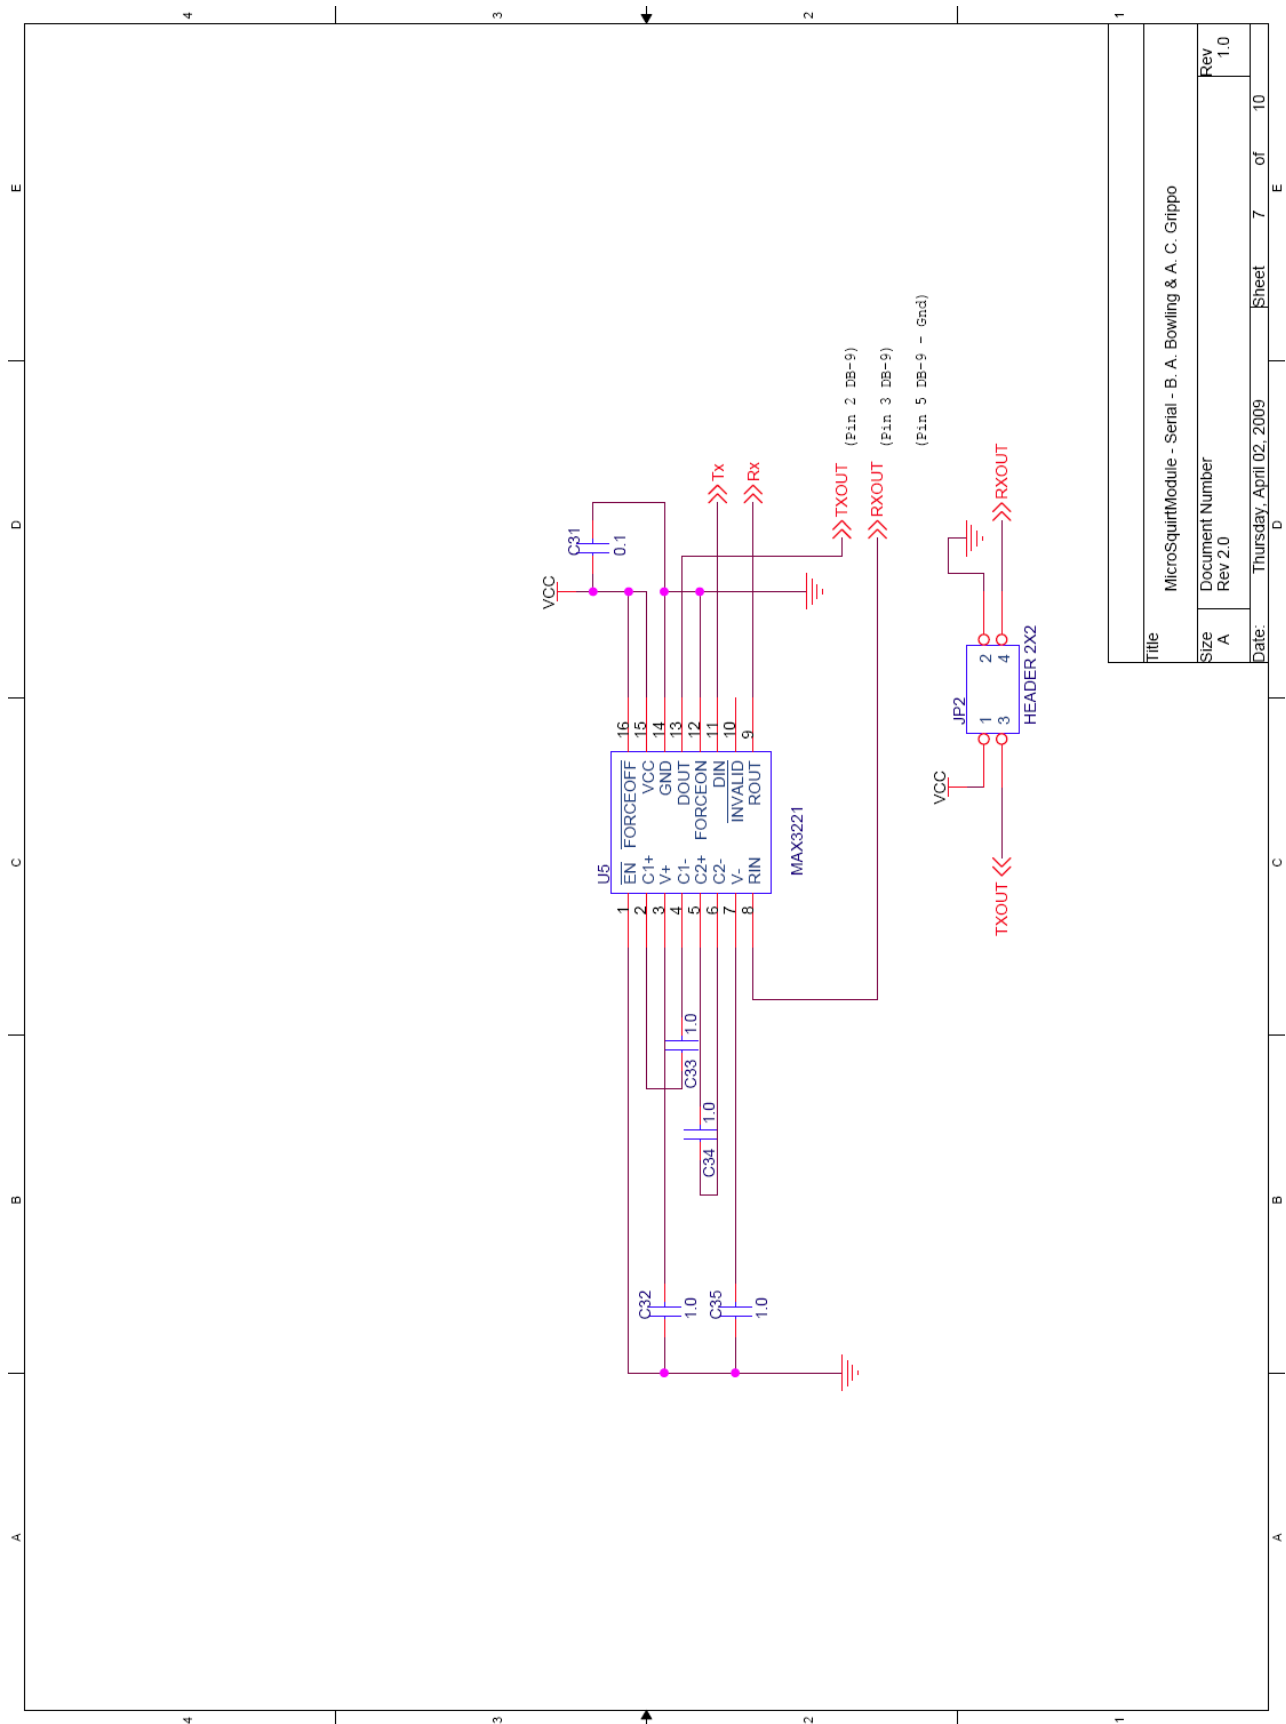 A
B
C
D
E
4
3
2
1
VCC
C31
0.1
U5
EN
C1+
V+
C1-
C2+
C2-
V-
RIN
FORCEOFF
VCC
GND
DOUT
FORCEON
DIN
INVALID
ROUT
1
2
3
4
5
6
7
8
16
15
14
13
12
11
10
9
MAX3221
C32
1.0
C33
1.0
C34
1.0
C35
1.0
Tx
Rx
TXOUT
(Pin 2 DB-9)
RXOUT
(Pin 3 DB-9)
(Pin 5 DB-9 - Gnd)
VCC
JP2
1
2
3
4
HEADER 2X2
TXOUT
RXOUT
Title
MicroSquirtModule - Serial - B. A. Bowling & A. C. Grippo
Size
A
Document Number
Rev 2.0
Rev
1.0
Date:
Thursday, April 02, 2009
Sheet 7 of 10
A
B
C
D
E
4
3
2
1